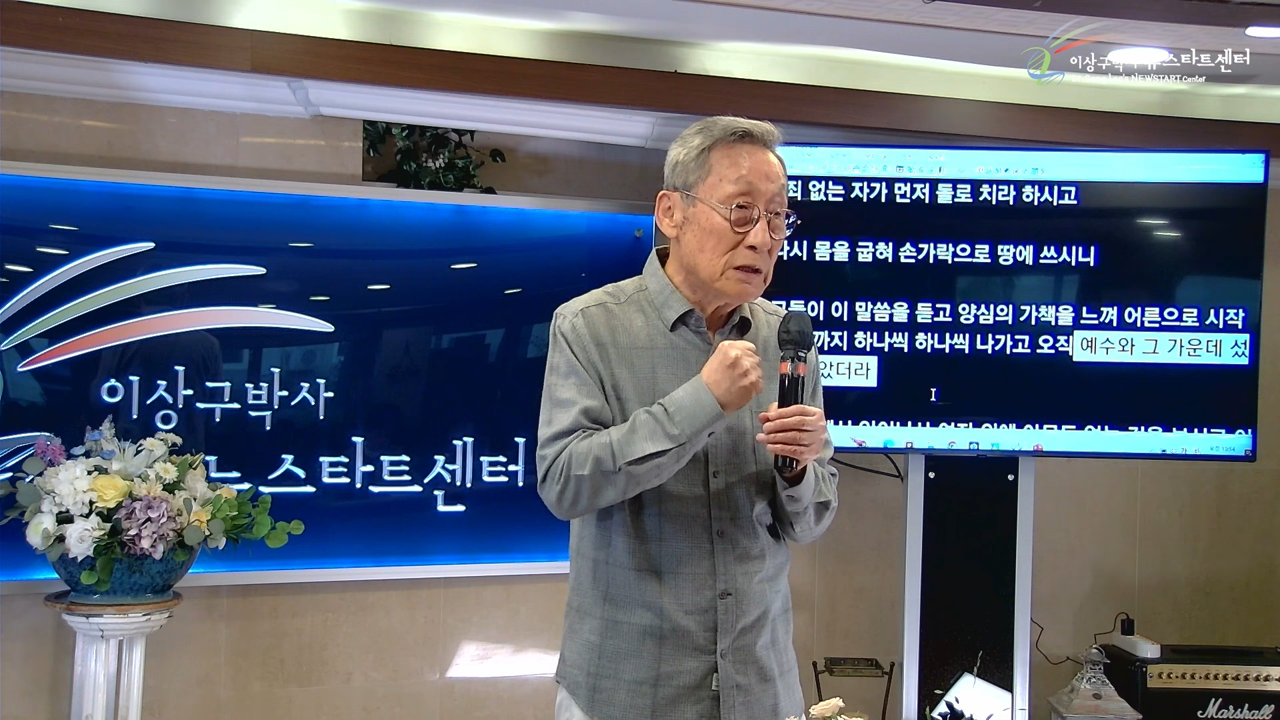 이상구박사 뉴스타트센터
NEWSTART Center
죄 없는 자가 먼저 돌로 치라 하시고
다시 몸을 굽혀 손가락으로 땅에 쓰시니
이 말씀을 듣고 양심의 가책을 느껴 어른으로 시작
까지 하나씩 하나씩 나가고 오직 예수와 그 가운데 섰
았더라
이상구박사
뉴스타트센터
Marshall